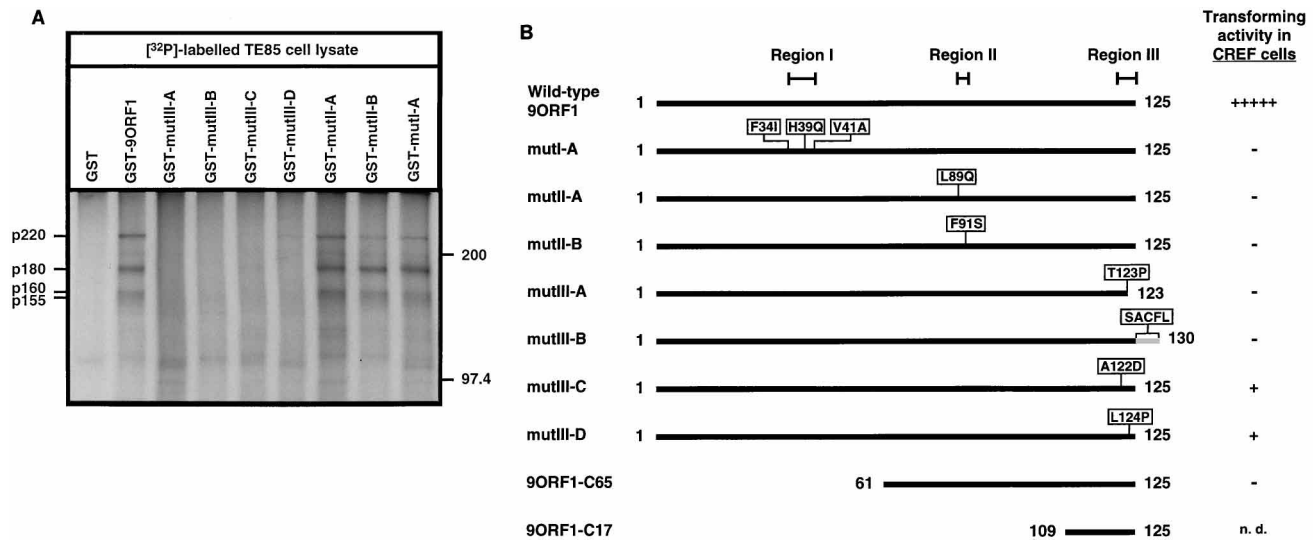 A
[32P]-labelled TE85 cell lysate
GST
GST-9ORF1
GST-mutIII-A
GST-mutIII-B
GST-mutIII-C
GST-mutIII-D
GST-mutII-A
GST-mutII-B
GST-mutI-A
p220
p180
p160
p155
200
97.4
B
Transforming
activity in
CREF cells
Region I
Region II
Region III
Wild-type
9ORF1
1
125
+++++
F34I H39Q V41A
mutI-A
1
125
-
L89Q
mutII-A
1
125
-
F91S
mutII-B
1
125
-
T123P
mutIII-A
1
123
-
SACFL
mutIII-B
1
130
-
A122D
mutIII-C
1
125
+
L124P
mutIII-D
1
125
+
9ORF1-C65
61
125
-
9ORF1-C17
109
125
n. d.